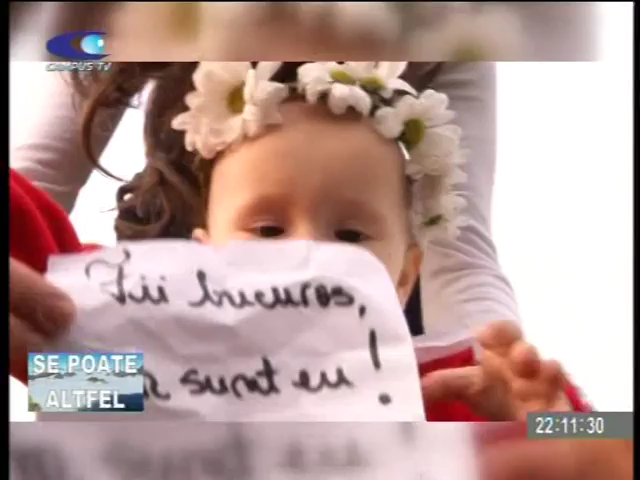 CAMPUS TV
Fii bucuros,
sunt eu!
SE POATE
ALTFEL
22:11:30